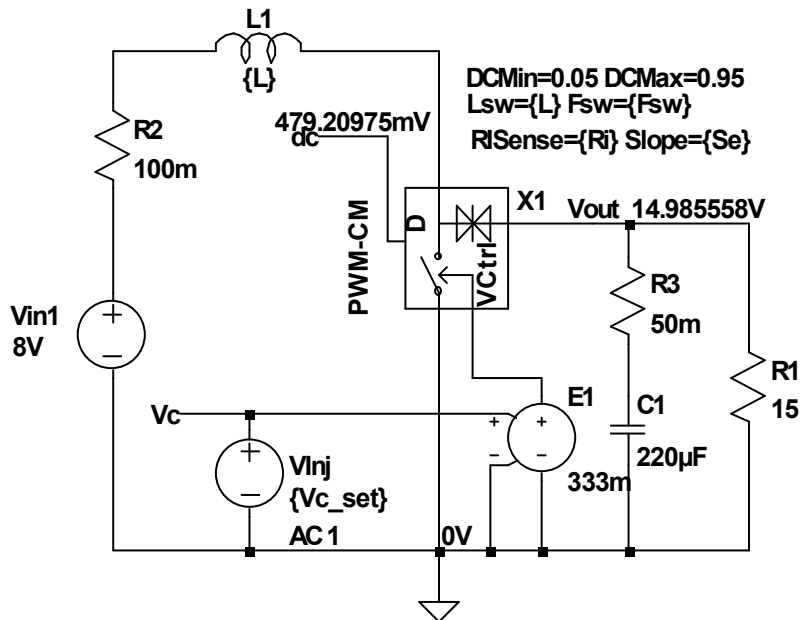 L1
{L}
DCMin=0.05 DCMax=0.95
Lsw={L} Fsw={Fsw}
RISense={Ri} Slope={Se}
R2
100m
479.20975mV
dc
PWM-CM
D
VCtrl
X1
Vout 14.985558V
R3
50m
Vin1
8V
R1
15
E1
333m
C1
220µF
Vc
VInj
{Vc_set}
AC 1
0V